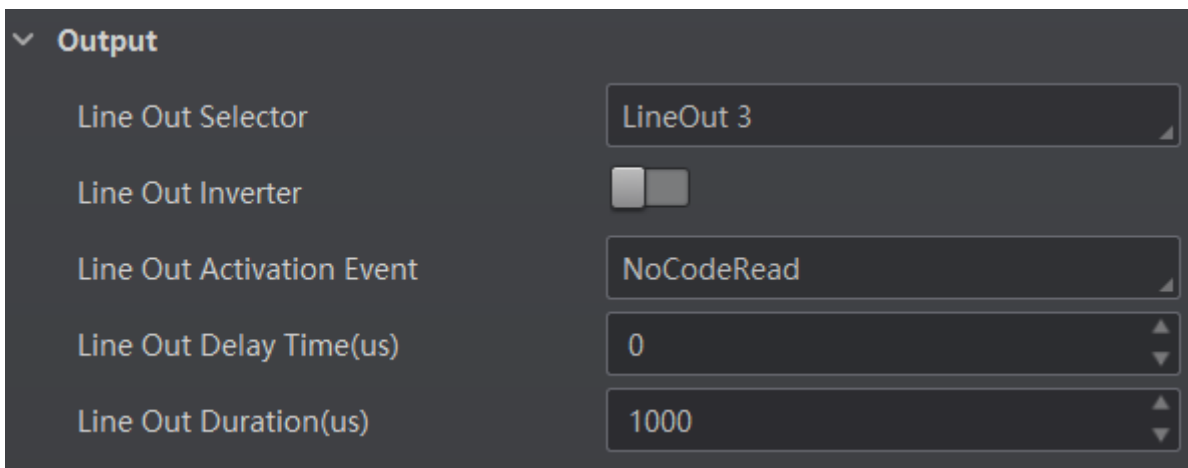 Output
Line Out Selector LineOut 3
Line Out Inverter
Line Out Activation Event NoCodeRead
Line Out Delay Time(us) 0
Line Out Duration(us) 1000